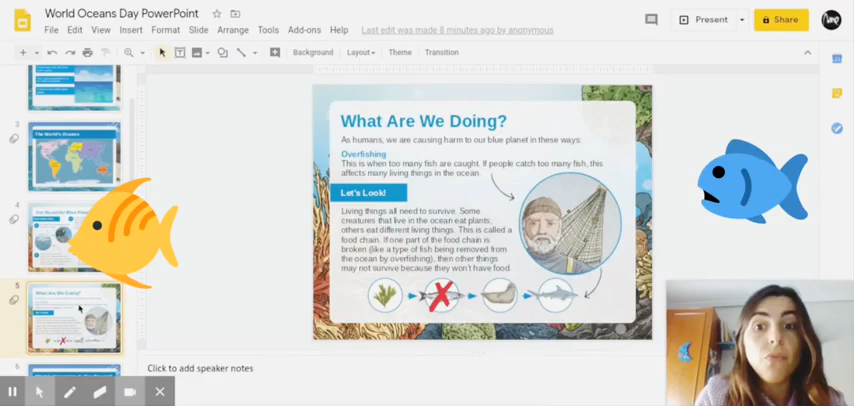 World Oceans Day PowerPoint
File Edit View Insert Format Slide Arrange Tools Add-ons Help Last edit was made 8 minutes ago by anonymous
Present
Share
Background Layout Theme Transition
3
The World's Oceans
4
5
What Are We Doing?
6
What Are We Doing?
As humans, we are causing harm to our blue planet in these ways:
Overfishing
This is when too many fish are caught. If people catch too many fish, this
affects many living things in the ocean.
Let's Look!
Living things all need to survive. Some
creatures that live in the ocean eat plants,
others eat different living things. This is called a
food chain. If one part of the food chain is
broken (like a type of fish being removed from
the ocean by overfishing), then other things
may not survive because they won't have food.
Click to add speaker notes